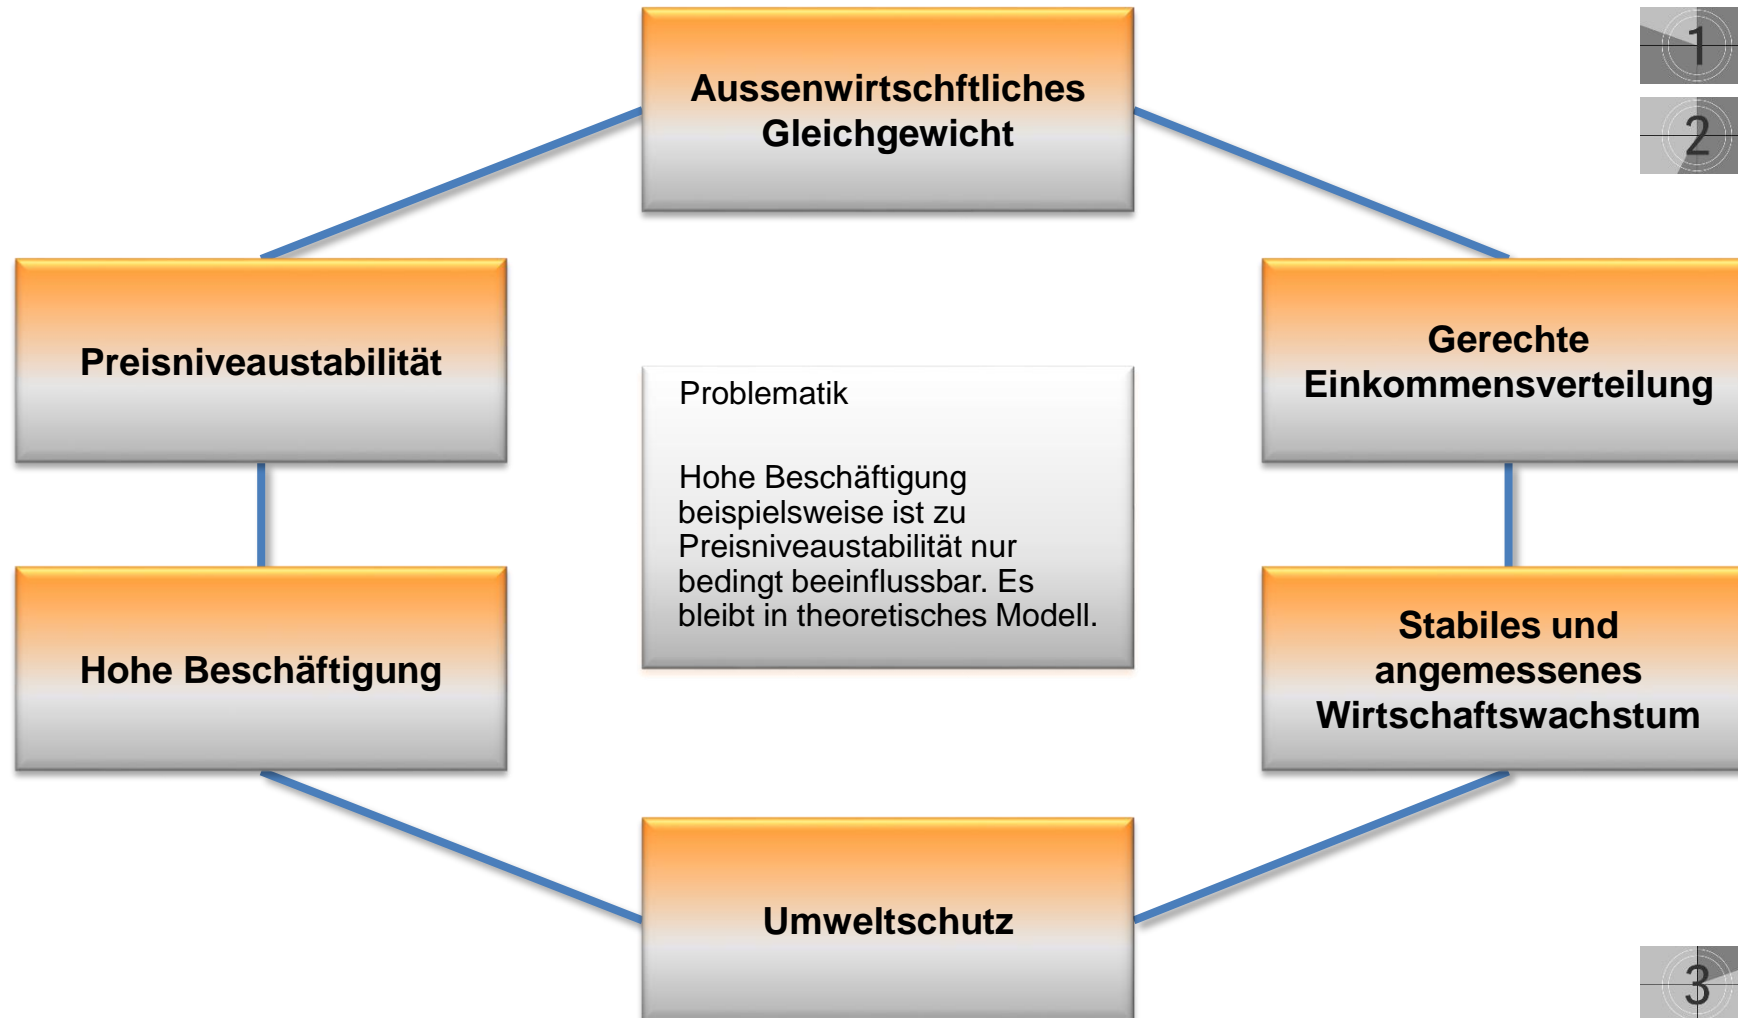 Aussenwirtschftliches
Gleichgewicht
1
2
Preisniveaustabilität
Gerechte
Einkommensverteilung
Problematik
Hohe Beschäftigung
beispielsweise ist zu
Preisniveaustabilität nur
bedingt beeinflussbar. Es
bleibt in theoretisches Modell.
Hohe Beschäftigung
Stabiles und
angemessenes
Wirtschaftswachstum
Umweltschutz
3